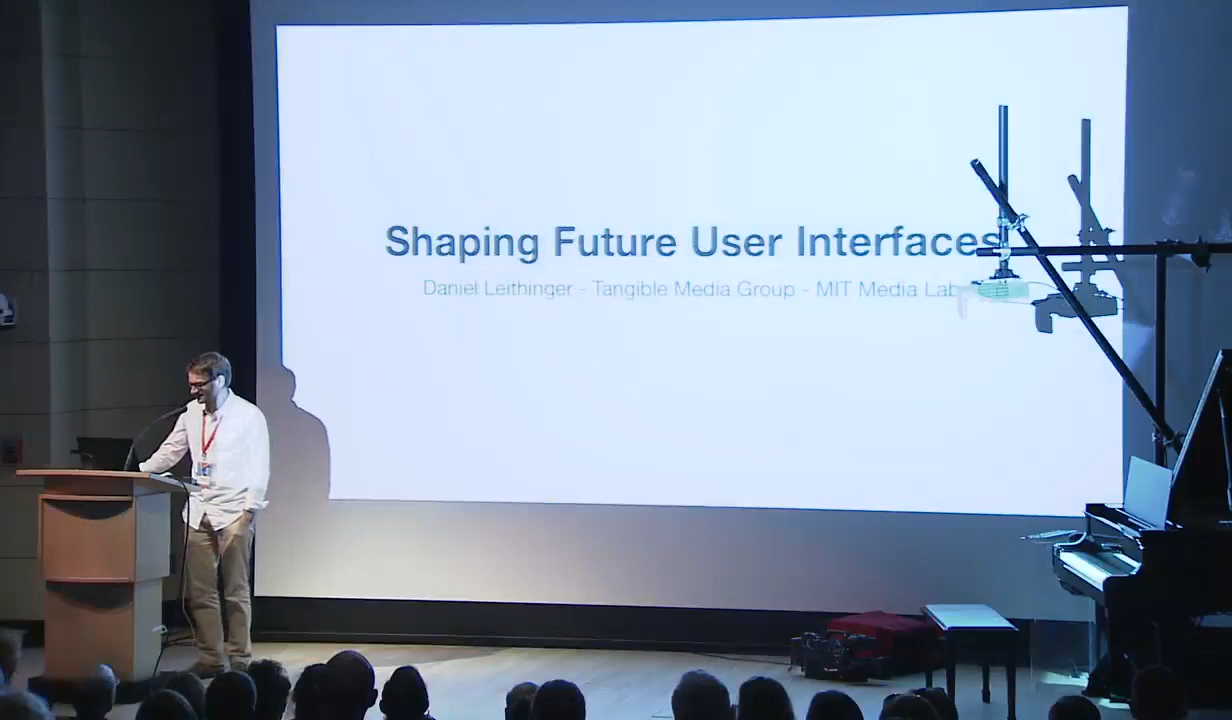 Shaping Future User Interfaces
Daniel Leithinger - Tangible Media Group - MIT Media Lab